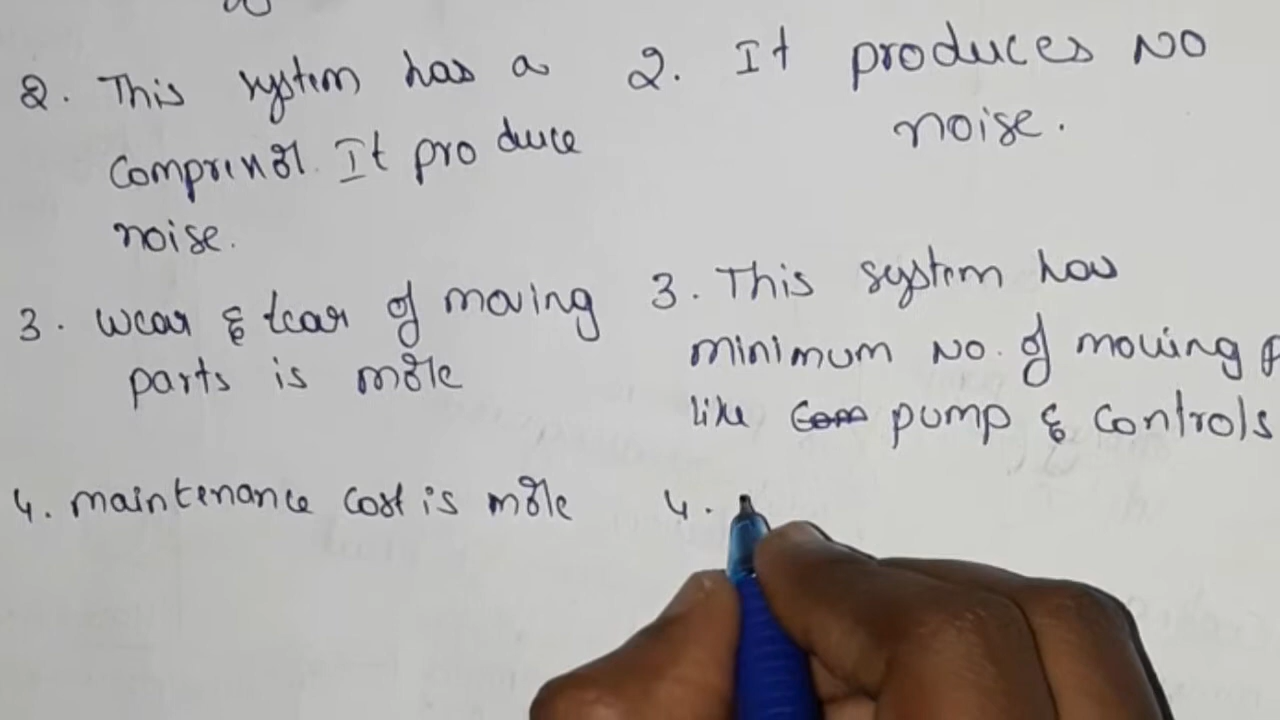 2. This system has a
compressor. It produce
noise.
3. wear & tear of moving
parts is more
4. maintenance cost is more
2. It produces NO
noise.
3. This system has
minimum No. of moving p
like com pump & controls
4.